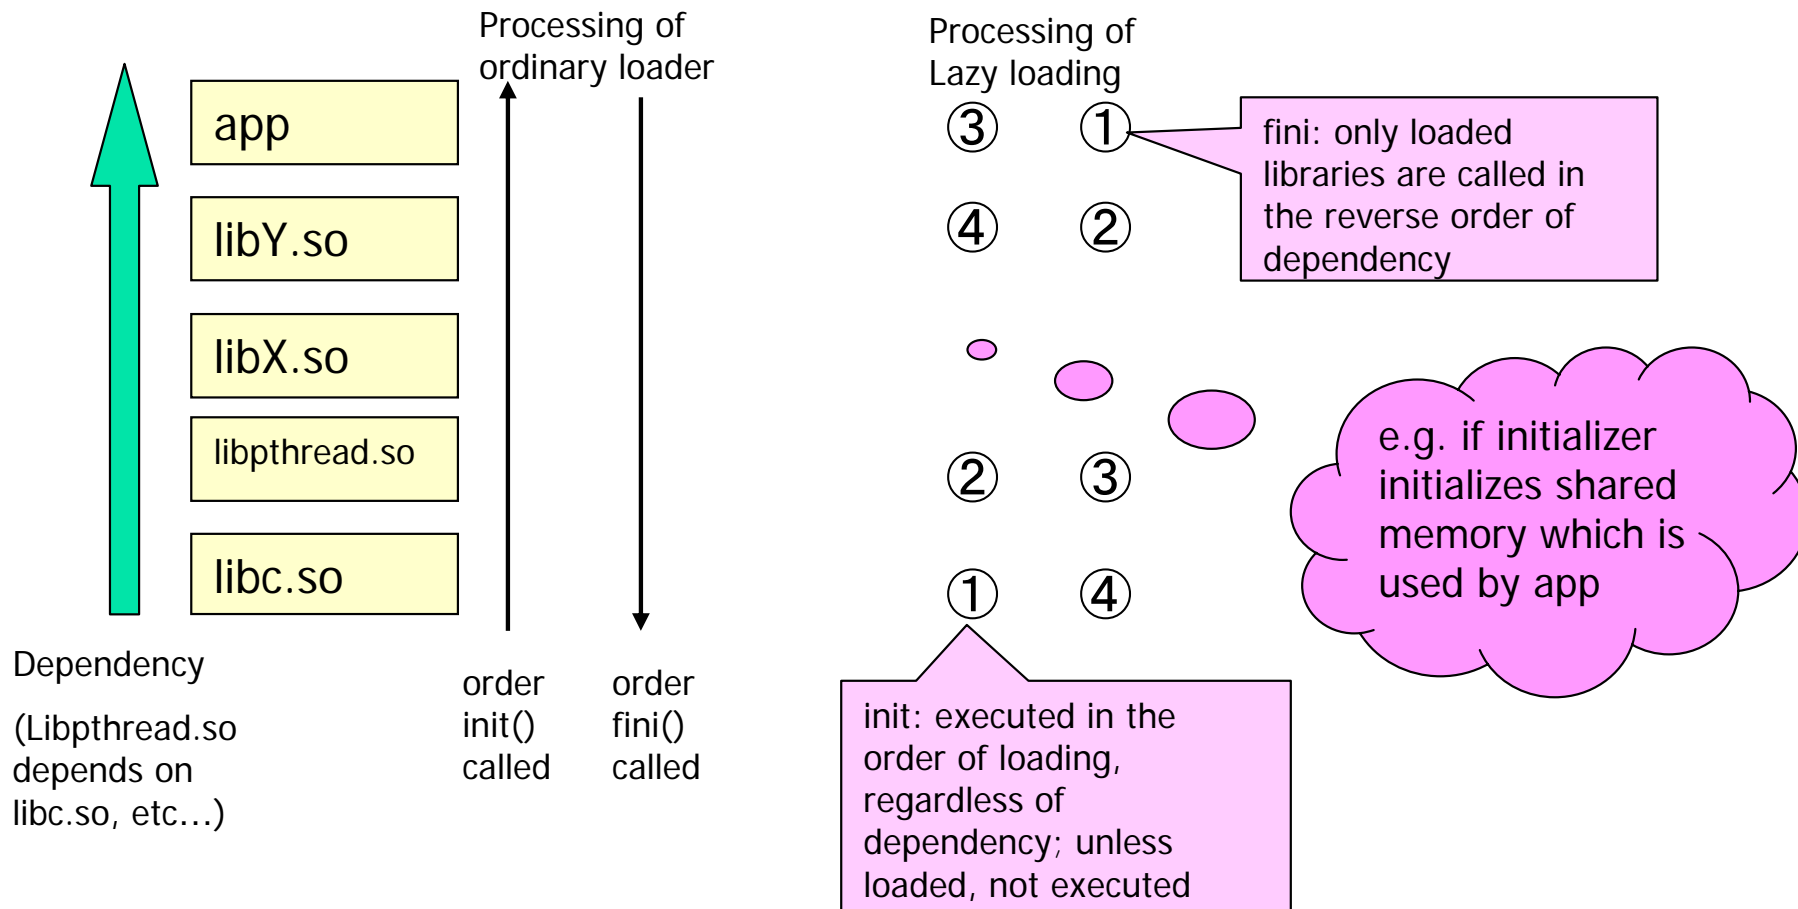 Processing of
ordinary loader
Processing of
Lazy loading
app
libY.so
libX.so
libpthread.so
libc.so
Dependency
(Libpthread.so
depends on
libc.so, etc…)
order
init()
called
order
fini()
called
③ ①
④ ②
② ③
① ④
fini: only loaded
libraries are called in
the reverse order of
dependency
e.g. if initializer
initializes shared
memory which is
used by app
init: executed in the
order of loading,
regardless of
dependency; unless
loaded, not executed